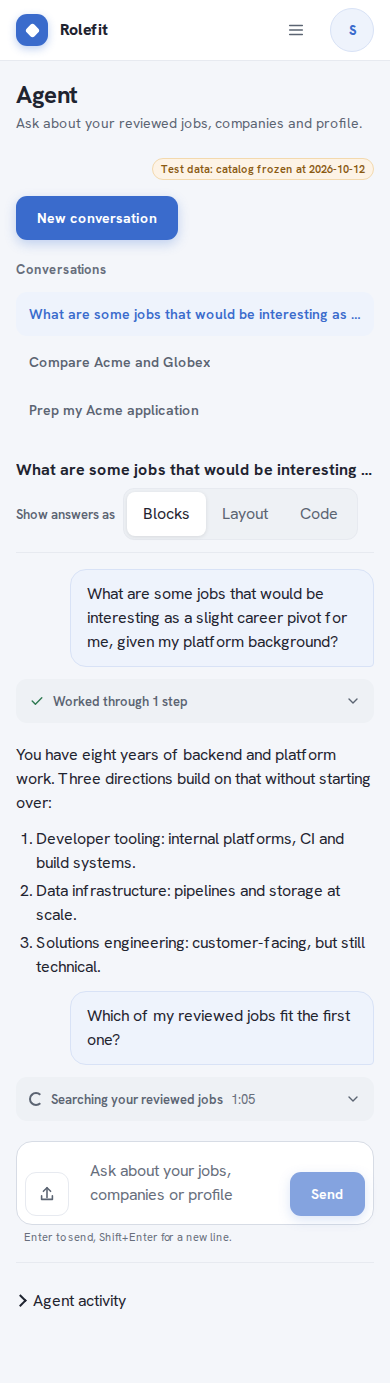 Rolefit
S
Agent
Ask about your reviewed jobs, companies and profile.
Test data: catalog frozen at 2026-10-12
New conversation
Conversations
What are some jobs that would be interesting as ...
Compare Acme and Globex
Prep my Acme application
What are some jobs that would be interesting ...
Show answers as
Blocks
Layout
Code
What are some jobs that would be
interesting as a slight career pivot for
me, given my platform background?
Worked through 1 step
You have eight years of backend and platform
work. Three directions build on that without starting
over:
1. Developer tooling: internal platforms, CI and
build systems.
2. Data infrastructure: pipelines and storage at
scale.
3. Solutions engineering: customer-facing, but still
technical.
Which of my reviewed jobs fit the first
one?
Searching your reviewed jobs 1:05
Ask about your jobs,
companies or profile
Send
Enter to send, Shift+Enter for a new line.
Agent activity